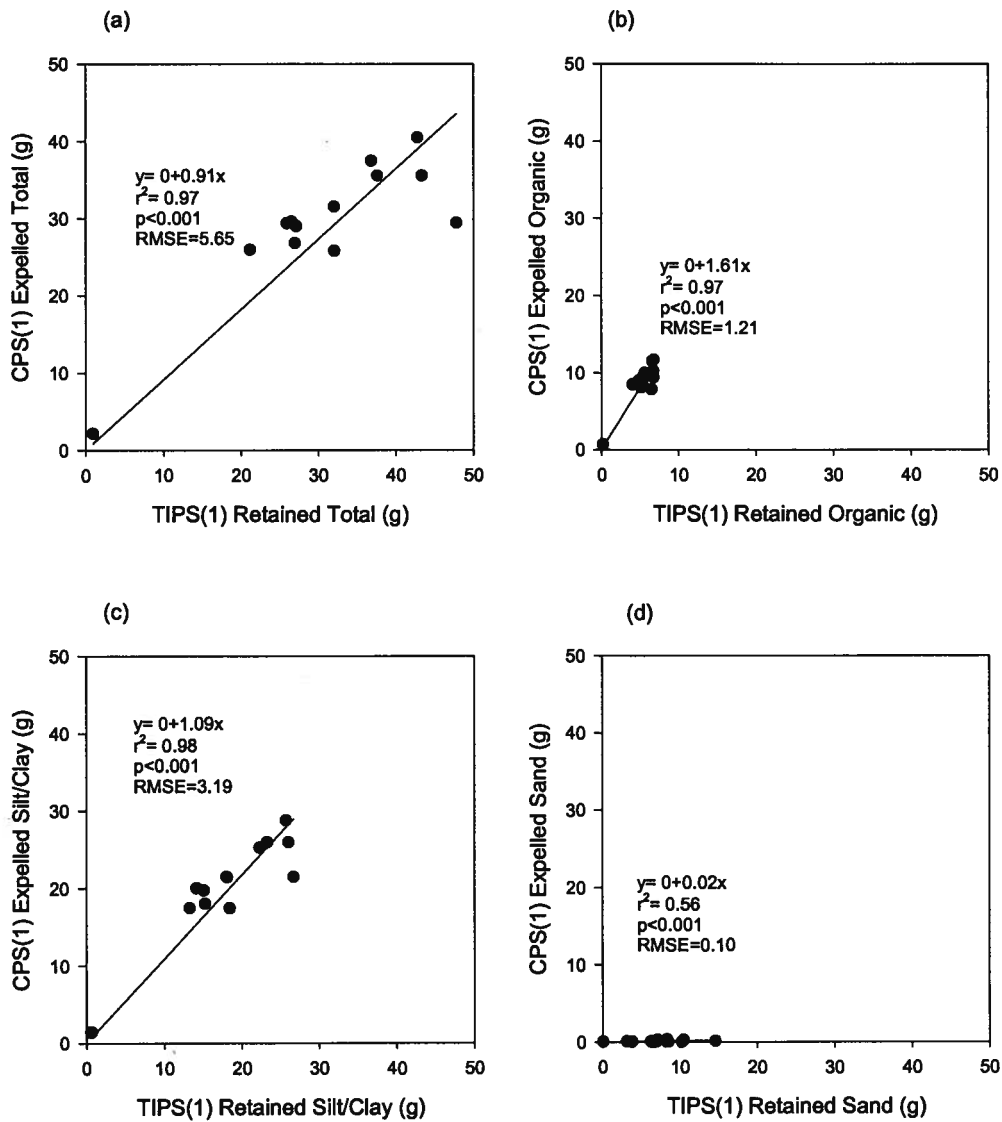 (a)
50
40
30
20
10
0
CPS(1) Expelled Total (g)
y= 0+0.91x
r²= 0.97
p<0.001
RMSE=5.65
0 10 20 30 40 50
TIPS(1) Retained Total (g)
(b)
50
40
30
20
10
0
CPS(1) Expelled Organic (g)
y= 0+1.61x
r²= 0.97
p<0.001
RMSE=1.21
0 10 20 30 40 50
TIPS(1) Retained Organic (g)
(c)
50
40
30
20
10
0
CPS(1) Expelled Silt/Clay (g)
y= 0+1.09x
r²= 0.98
p<0.001
RMSE=3.19
0 10 20 30 40 50
TIPS(1) Retained Silt/Clay (g)
(d)
50
40
30
20
10
0
CPS(1) Expelled Sand (g)
y= 0+0.02x
r²= 0.56
p<0.001
RMSE=0.10
0 10 20 30 40 50
TIPS(1) Retained Sand (g)